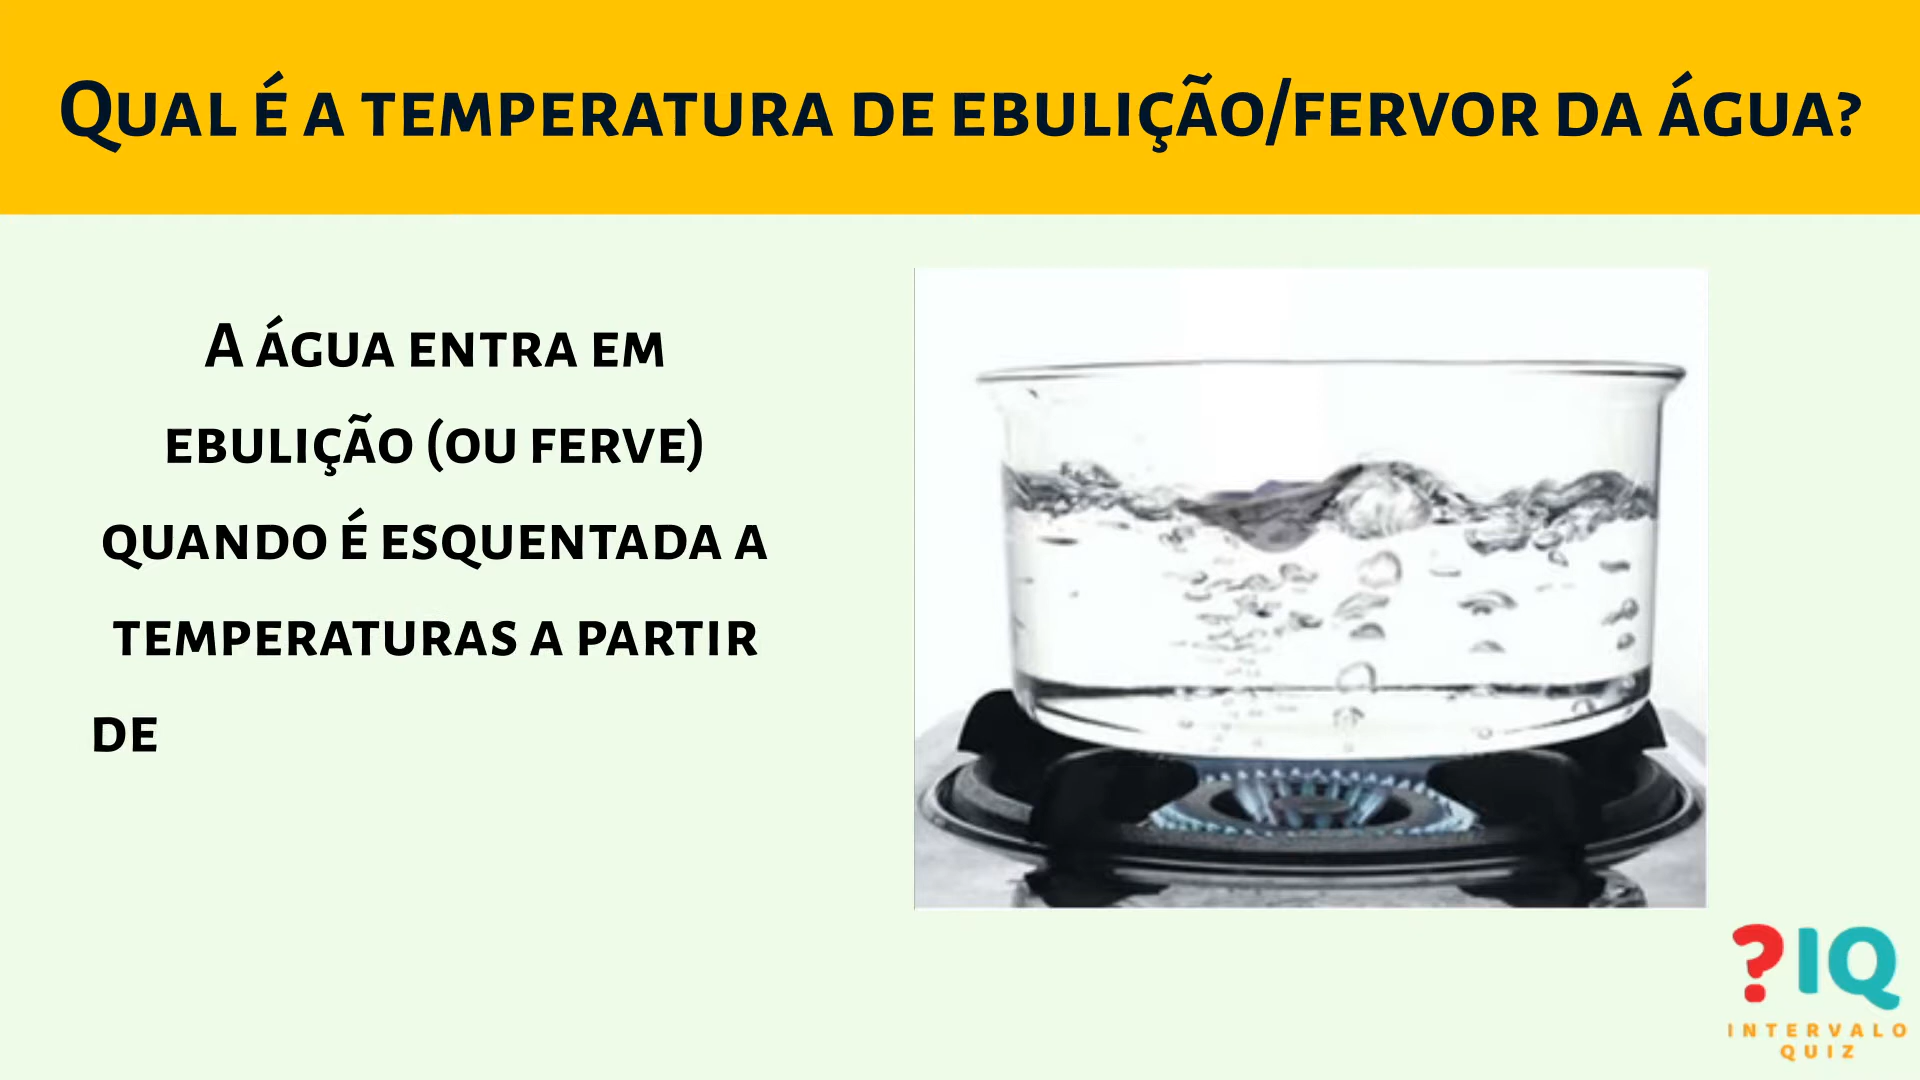 Qual é a temperatura de ebulição/fervor da água?
A água entra em
ebulição (ou ferve)
quando é esquentada a
temperaturas a partir
de
?IQ
INTERVALO
QUIZ